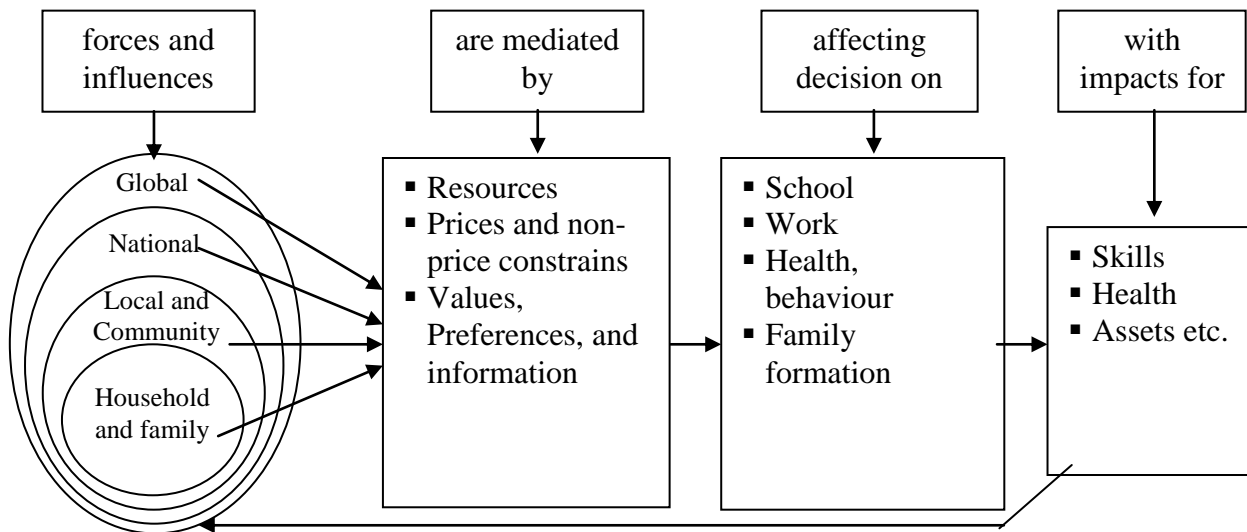 forces and
influences
are mediated
by
affecting
decision on
with
impacts for
Global
National
Local and
Community
Household
and family
▪ Resources
▪ Prices and non-
price constrains
▪ Values,
Preferences, and
information
▪ School
▪ Work
▪ Health,
behaviour
▪ Family
formation
▪ Skills
▪ Health
▪ Assets etc.